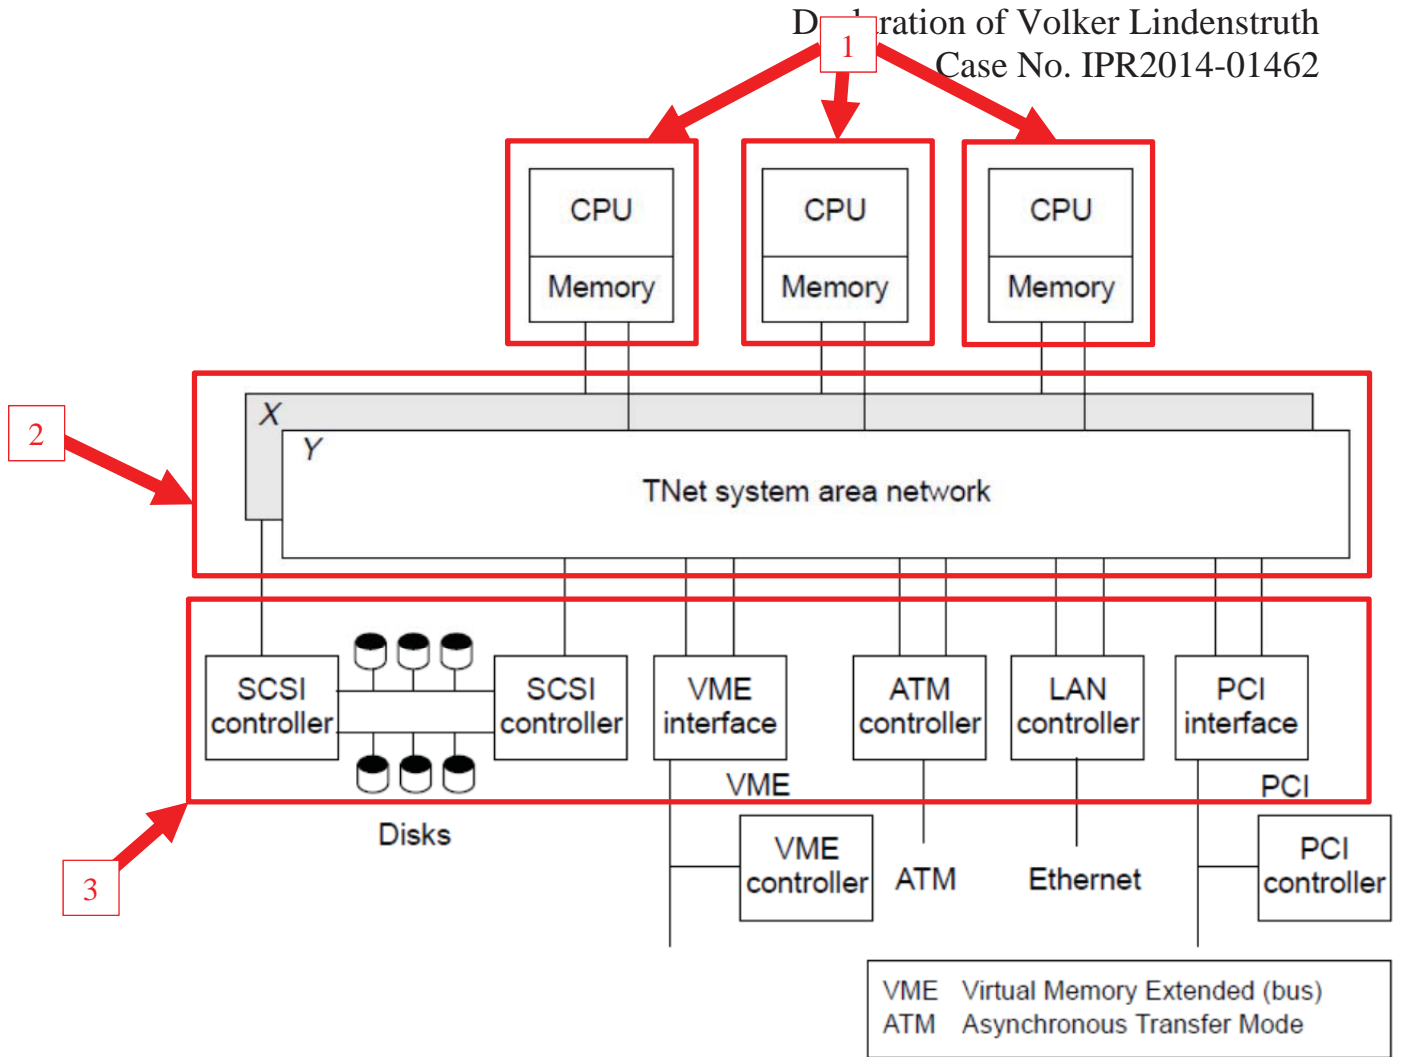 D ration of Volker Lindenstruth
1
Case No. IPR2014-01462
CPU CPU CPU
Memory Memory Memory
X
2
Y
TNet system area network
SCSI controller
SCSI controller
VME interface
ATM controller
LAN controller
PCI interface
VME
PCI
Disks
3
VME controller
ATM
Ethernet
PCI controller
VME Virtual Memory Extended (bus)
ATM Asynchronous Transfer Mode